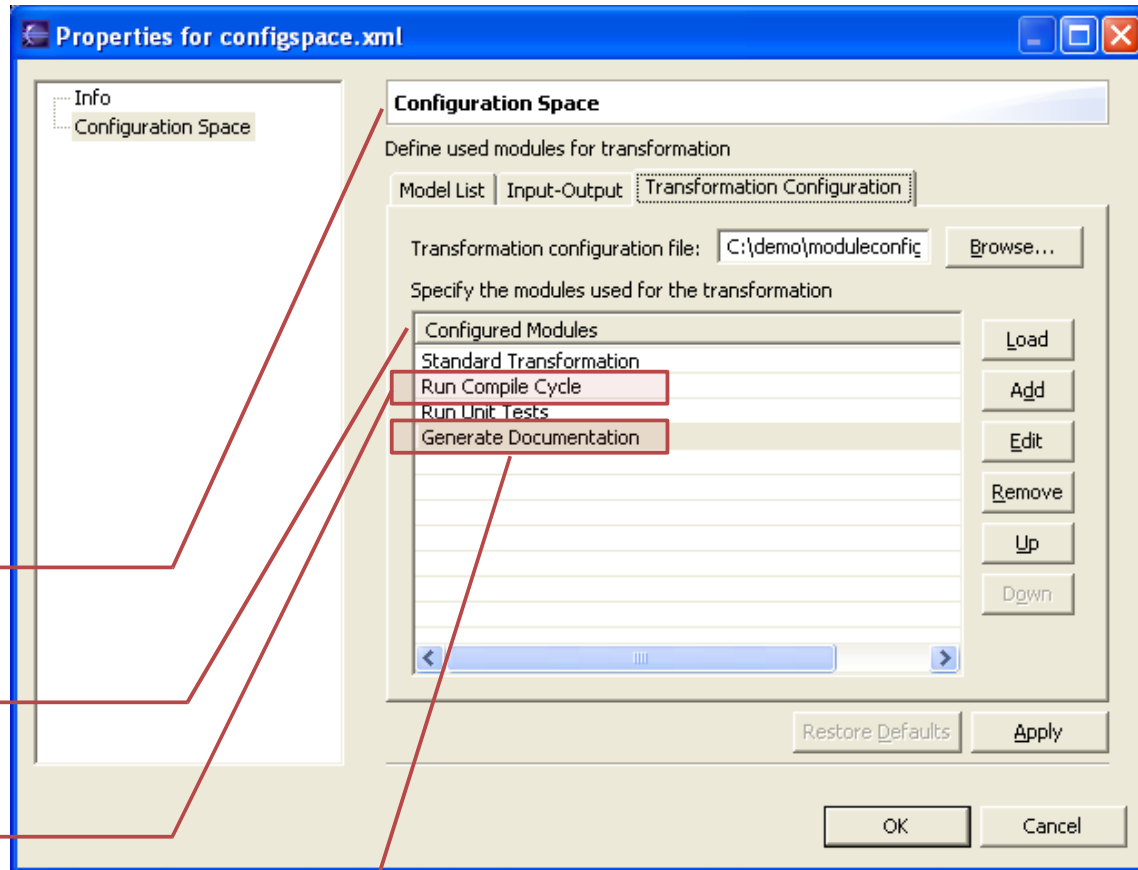 Properties for configspace.xml
Info
Configuration Space
Configuration Space
Define used modules for transformation
Model List
Input-Output
Transformation Configuration
Transformation configuration file:
C:\demo\moduleconfig
Browse...
Specify the modules used for the transformation
Configured Modules
Standard Transformation
Run Compile Cycle
Run Unit Tests
Generate Documentation
Load
Add
Edit
Remove
Up
Down
Restore Defaults
Apply
OK
Cancel